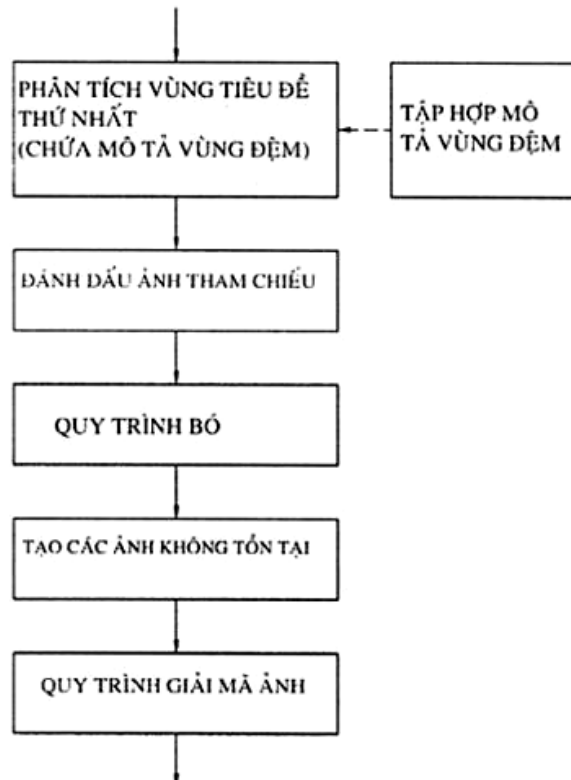 PHÂN TÍCH VÙNG TIÊU ĐỀ
THỨ NHẤT
(CHỨA MÔ TẢ VÙNG ĐỆM)
TẬP HỢP MÔ
TẢ VÙNG ĐỆM
ĐÁNH DẤU ẢNH THAM CHIẾU
QUY TRÌNH BÓ
TẠO CÁC ẢNH KHÔNG TỒN TẠI
QUY TRÌNH GIẢI MÃ ẢNH